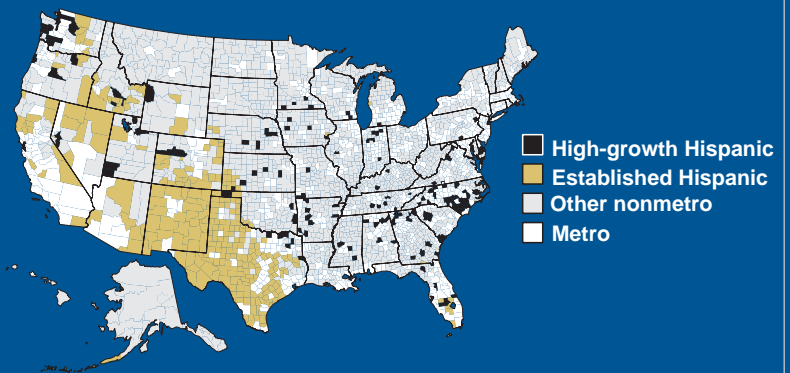 High-growth Hispanic
Established Hispanic
Other nonmetro
Metro